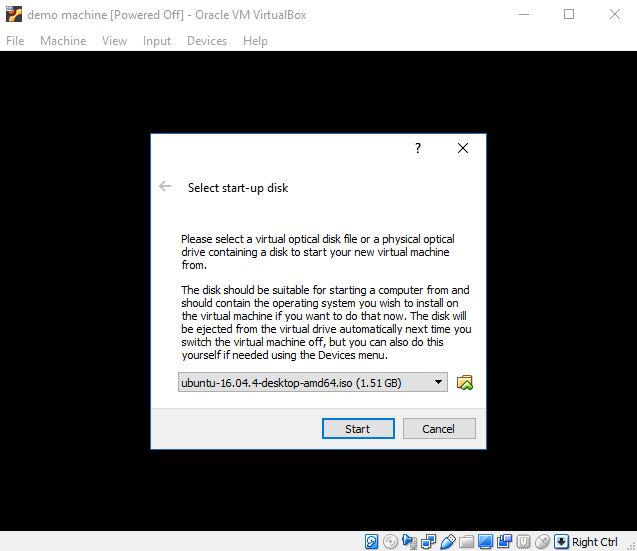 demo machine [Powered Off] - Oracle VM VirtualBox
File Machine View Input Devices Help
?
Select start-up disk
Please select a virtual optical disk file or a physical optical
drive containing a disk to start your new virtual machine
from.
The disk should be suitable for starting a computer from and
should contain the operating system you wish to install on
the virtual machine if you want to do that now. The disk will
be ejected from the virtual drive automatically next time you
switch the virtual machine off, but you can also do this
yourself if needed using the Devices menu.
ubuntu-16.04.4-desktop-amd64.iso (1.51 GB)
Start Cancel
Right Ctrl